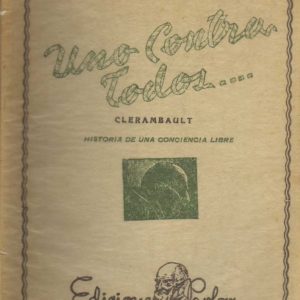 Uno Contra
Todos....
CLERAMBAULT
HISTORIA DE UNA CONCIENCIA LIBRE
Ediciones